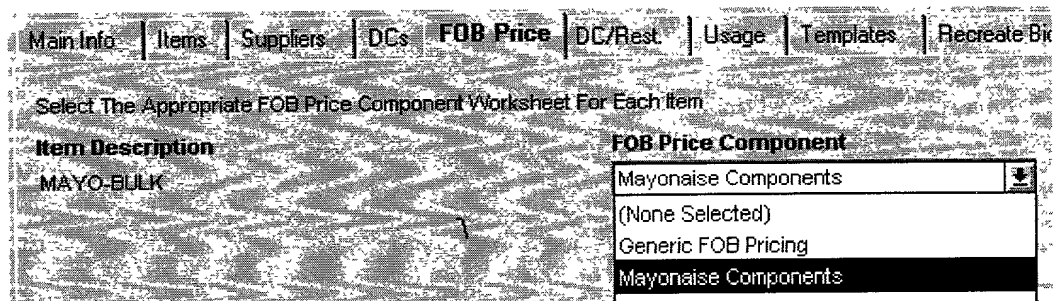 Main Info Items Suppliers DCs FOB Price DC/Rest. Usage Templates Recreate Bid
Select The Appropriate FOB Price Component Worksheet For Each Item
Item Description FOB Price Component
MAYO-BULK Mayonaise Components
(None Selected)
Generic FOB Pricing
Mayonaise Components